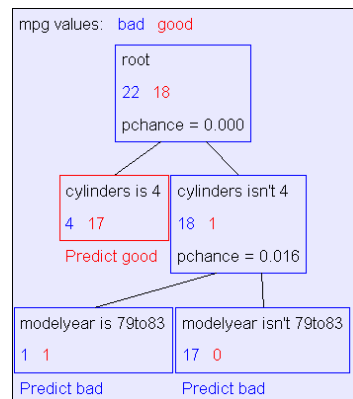 mpg values: bad good
root
22 18
pchance = 0.000
cylinders is 4
4 17
Predict good
cylinders isn't 4
18 1
pchance = 0.016
modelyear is 79to83
1 1
Predict bad
modelyear isn't 79to83
17 0
Predict bad